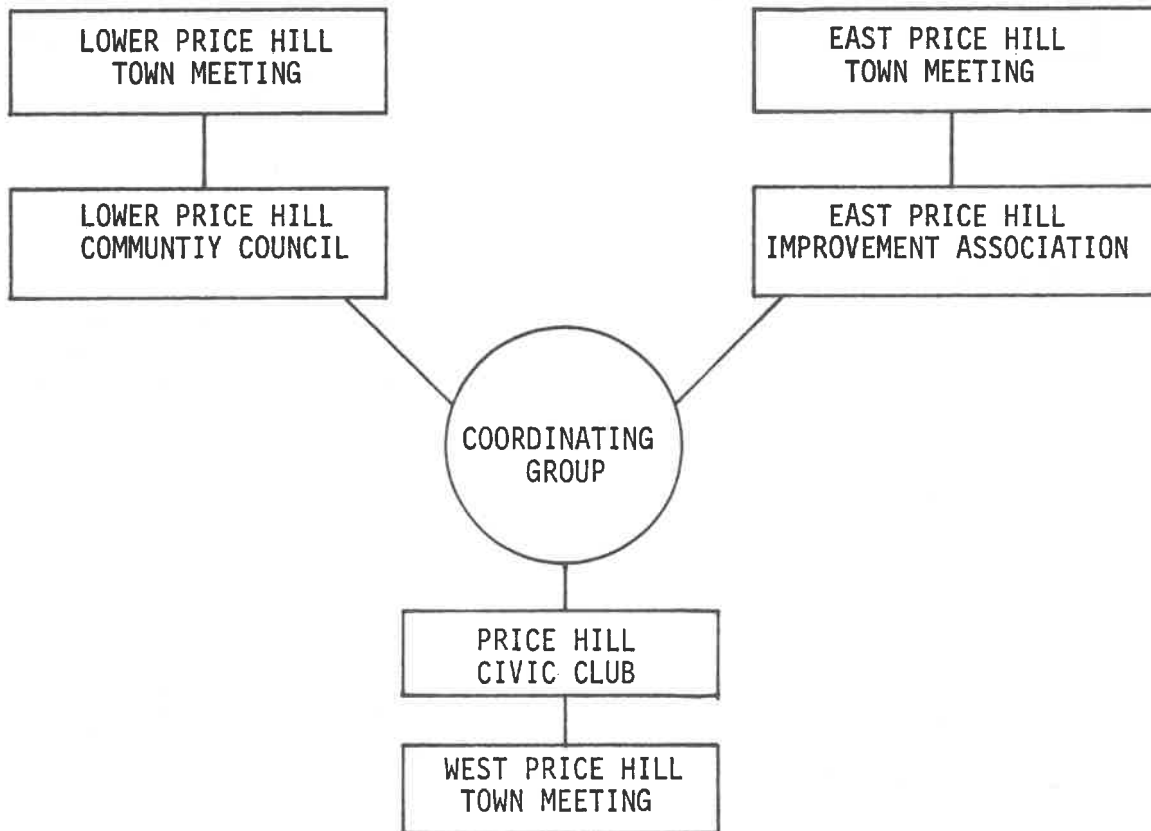 LOWER PRICE HILL
TOWN MEETING
EAST PRICE HILL
TOWN MEETING
LOWER PRICE HILL
COMMUNTIY COUNCIL
EAST PRICE HILL
IMPROVEMENT ASSOCIATION
COORDINATING
GROUP
PRICE HILL
CIVIC CLUB
WEST PRICE HILL
TOWN MEETING